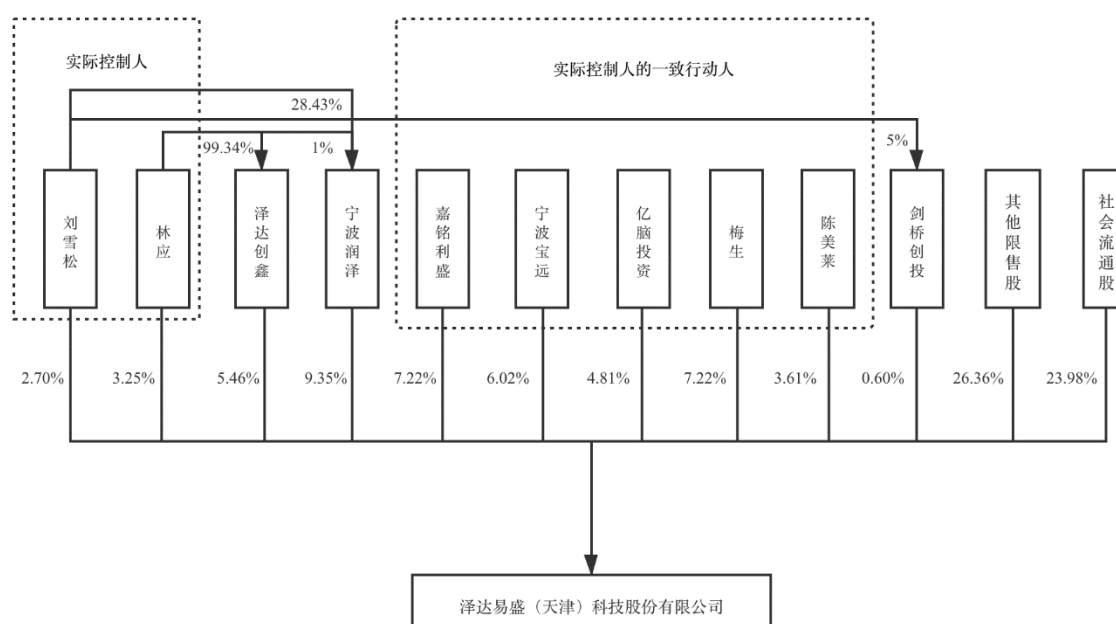 实际控制人
实际控制人的一致行动人
28.43%
99.34%
1%
5%
刘雪松
林应
泽达创鑫
宁波润泽
嘉铭利盛
宁波宝远
亿脑投资
梅生
陈美莱
剑桥创投
其他限售股
社会流通股
2.70%
3.25%
5.46%
9.35%
7.22%
6.02%
4.81%
7.22%
3.61%
0.60%
26.36%
23.98%
泽达易盛（天津）科技股份有限公司